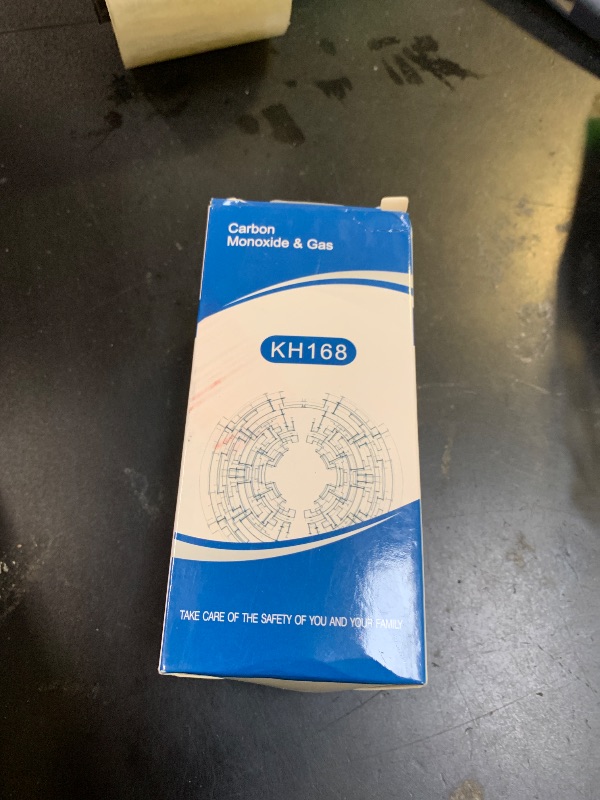 Carbon
Monoxide & Gas
KH168
TAKE CARE OF THE SAFETY OF YOU AND YOUR FAMILY